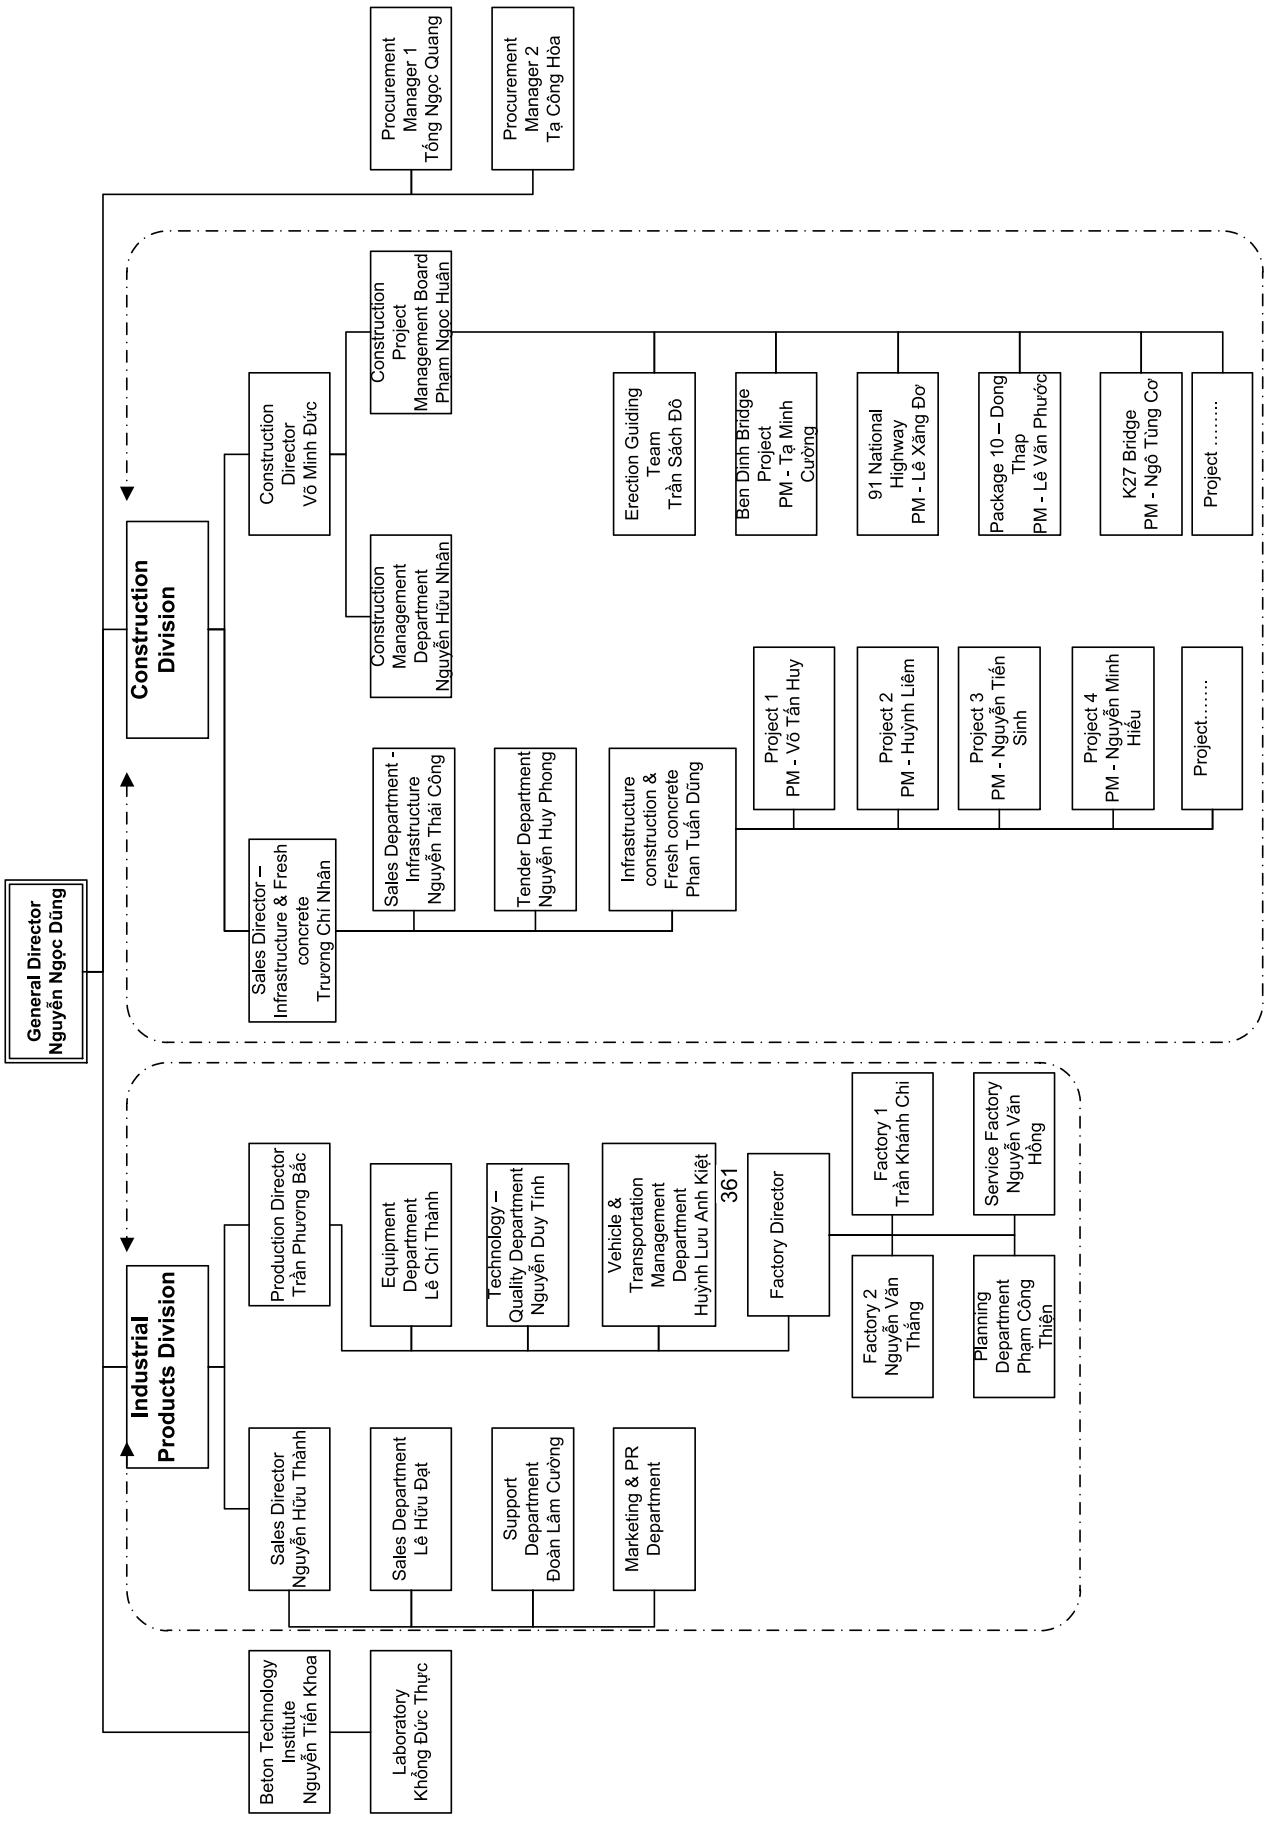 General Director
Nguyễn Ngọc Dũng
Beton Technology
Institute
Nguyễn Tiến Khoa
Laboratory
Khổng Đức Thực
Industrial
Products Division
Sales Director
Nguyễn Hữu Thành
Sales Department
Lê Hữu Đạt
Support
Department
Đoàn Lâm Cường
Marketing & PR
Department
Production Director
Trần Phương Bắc
Equipment
Department
Lê Chí Thành
Technology –
Quality Department
Nguyễn Duy Tính
Vehicle &
Transportation
Management
Department
Huỳnh Lưu Anh Kiệt
361
Factory Director
Factory 2
Nguyễn Văn
Thắng
Factory 1
Trần Khánh Chi
Planning
Department
Phạm Công
Thiện
Service Factory
Nguyễn Văn
Hồng
Construction
Division
Sales Director –
Infrastructure & Fresh
concrete
Trương Chí Nhân
Sales Department -
Infrastructure
Nguyễn Thái Công
Tender Department
Nguyễn Huy Phong
Infrastructure
construction &
Fresh concrete
Phan Tuấn Dũng
Project 1
PM - Võ Tấn Huy
Project 2
PM - Huỳnh Liêm
Project 3
PM - Nguyễn Tiến
Sinh
Project 4
PM - Nguyễn Minh
Hiếu
Project.......
Construction
Director
Võ Minh Đức
Construction
Management
Department
Nguyễn Hữu Nhân
Construction
Project
Management Board
Phạm Ngọc Huân
Erection Guiding
Team
Trần Sách Đô
Ben Dinh Bridge
Project
PM - Tạ Minh
Cường
91 National
Highway
PM - Lê Xăng Đơ
Package 10 – Dong
Thap
PM - Lê Văn Phước
K27 Bridge
PM - Ngô Tùng Cơ
Project ........
Procurement
Manager 1
Tống Ngọc Quang
Procurement
Manager 2
Tạ Công Hòa